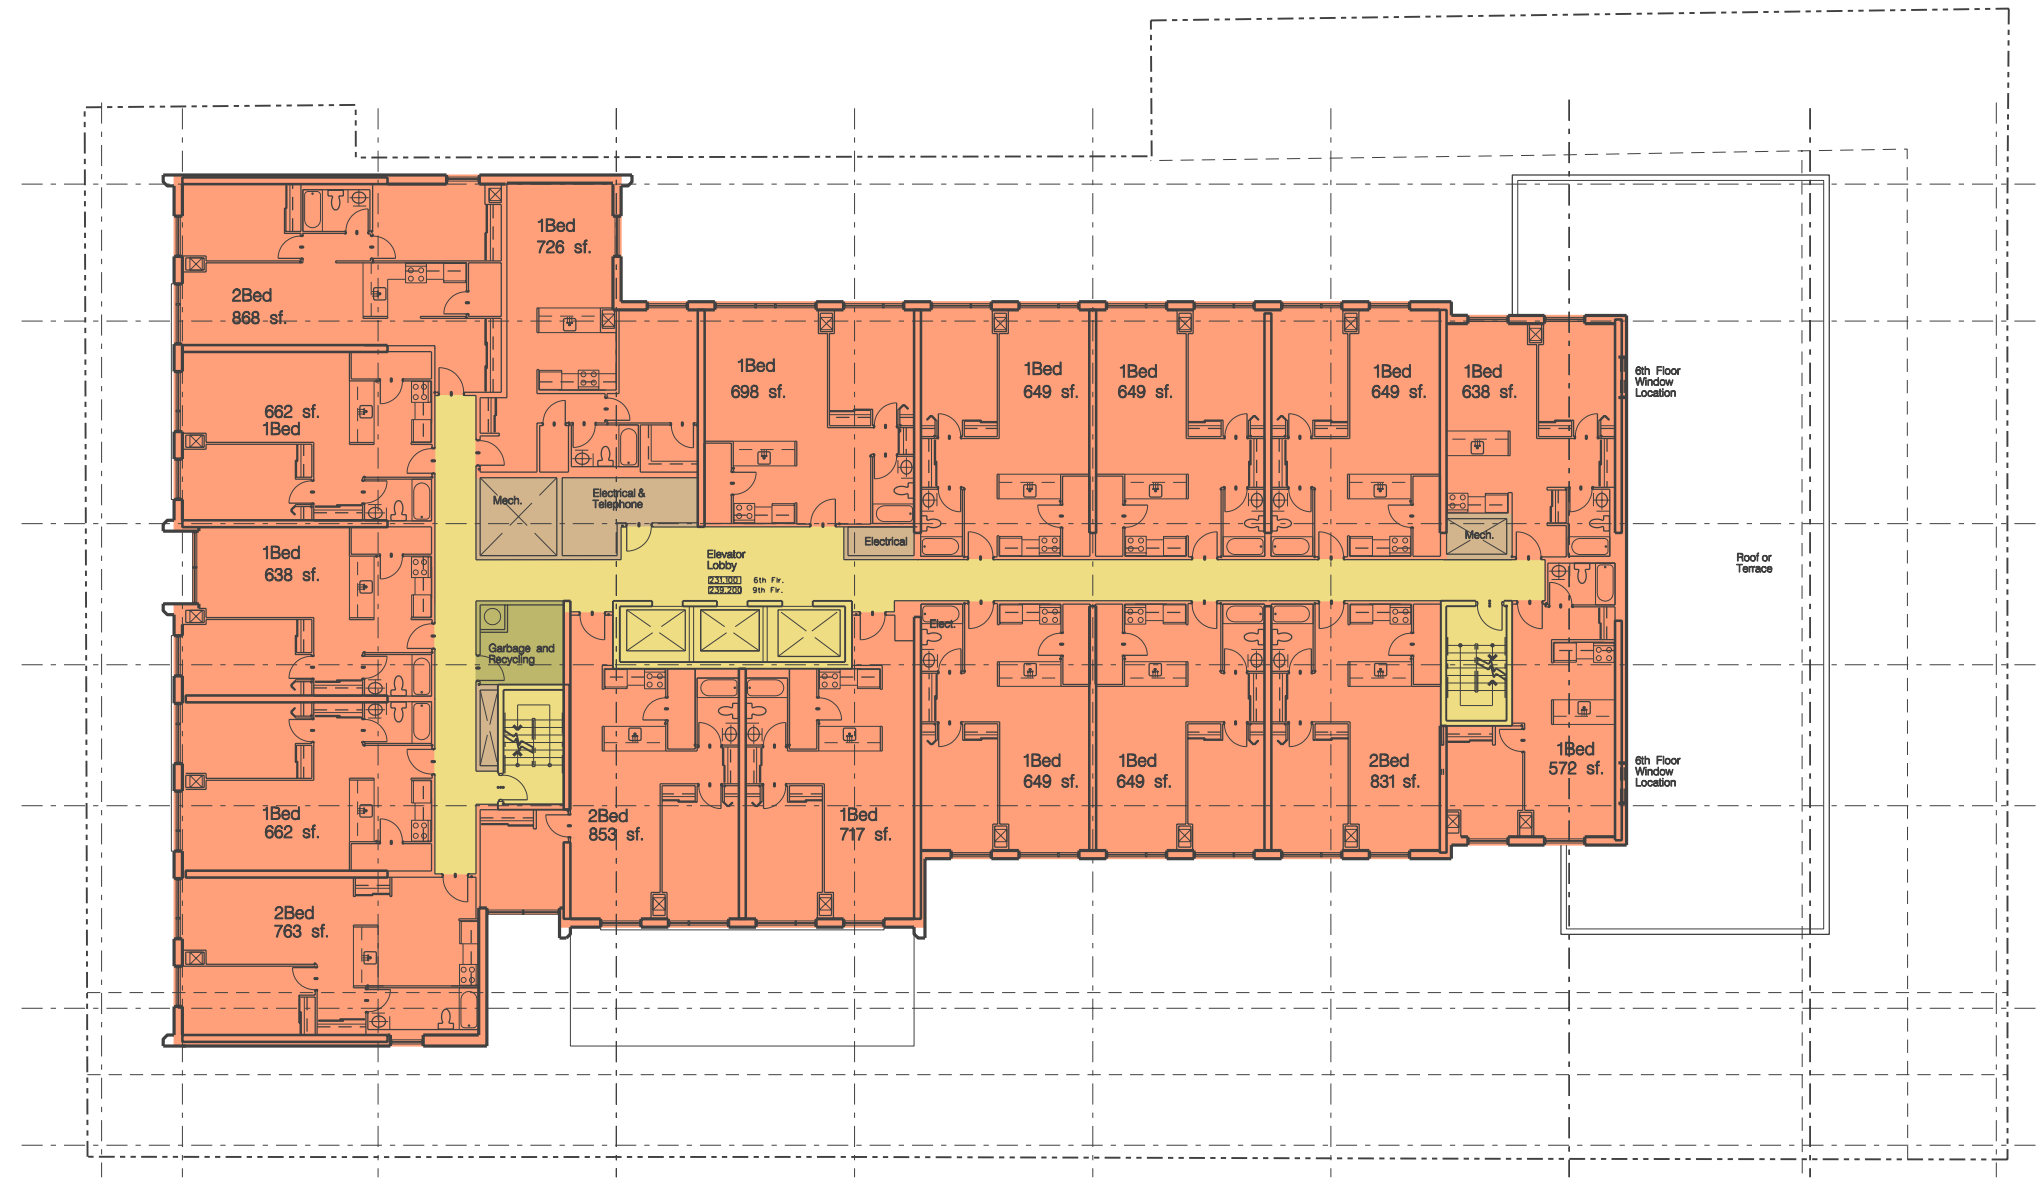 1Bed
726 sf.
2Bed
868 sf.
662 sf.
1Bed
1Bed
698 sf.
1Bed
649 sf.
1Bed
649 sf.
1Bed
649 sf.
1Bed
638 sf.
6th Floor
Window
Location
Mech.
Electrical &
Telephone
Electrical
Mech.
1Bed
638 sf.
Elevator
Lobby
231.100 6th Flr.
239.200 9th Flr.
Roof or
Terrace
Elect.
Garbage and
Recycling
1Bed
662 sf.
2Bed
853 sf.
1Bed
717 sf.
1Bed
649 sf.
1Bed
649 sf.
2Bed
831 sf.
1Bed
572 sf.
6th Floor
Window
Location
2Bed
763 sf.